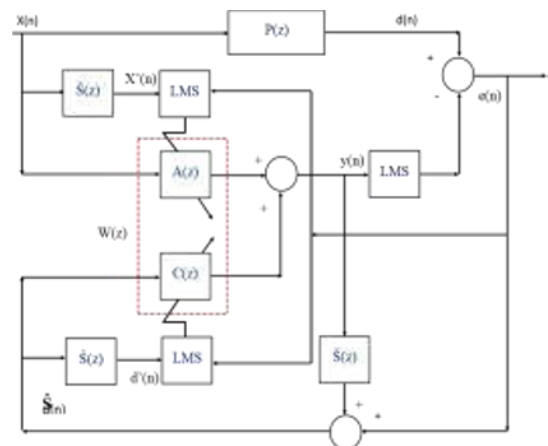 X(n)
P(z)
d(n)
+
-
e(n)
Ŝ(z)
X'(n)
LMS
A(z)
+
+
y(n)
LMS
W(z)
C(z)
Ŝ(z)
d'(n)
LMS
Ŝ(z)
+
+